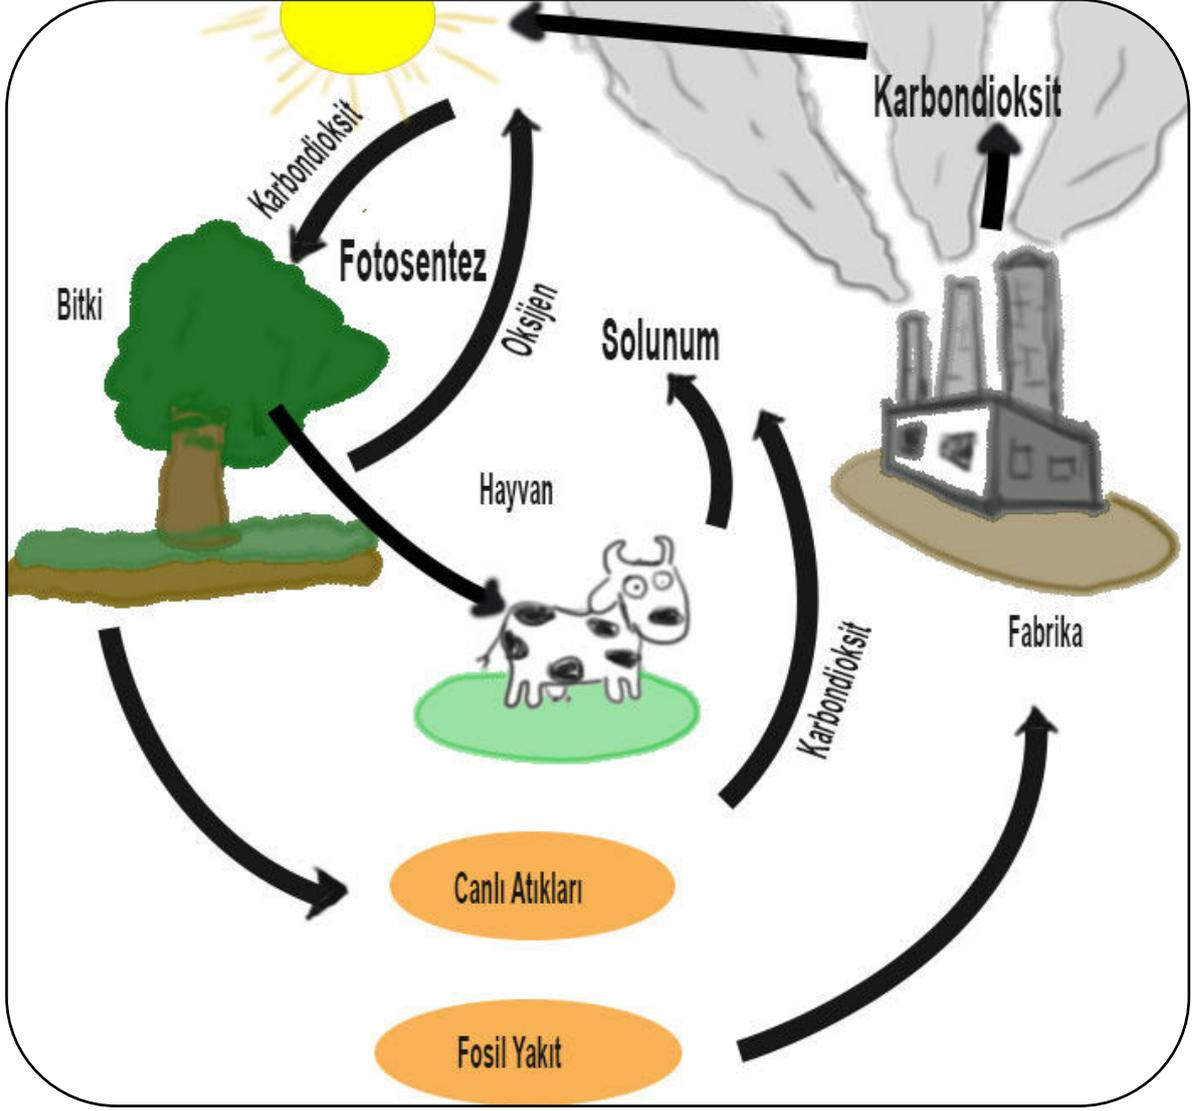 Karbondioksit
Karbondioksit
Fotosentez
Bitki
Oksijen
Solunum
Hayvan
Fabrika
Karbondioksit
Canlı Atıkları
Fosil Yakıt